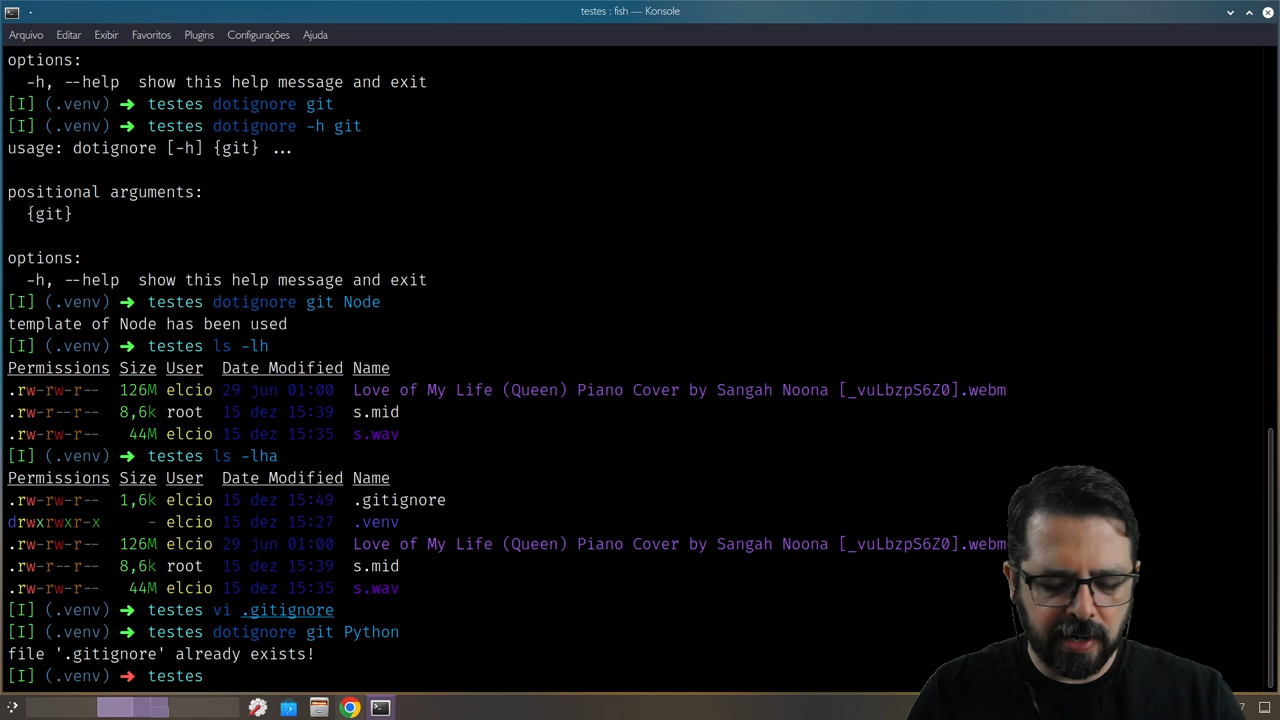 testes : fish — Konsole
Arquivo Editar Exibir Favoritos Plugins Configurações Ajuda
options:
-h, --help show this help message and exit
[I] (.venv) ➜ testes dotignore git
[I] (.venv) ➜ testes dotignore -h git
usage: dotignore [-h] {git} ...
positional arguments:
{git}
options:
-h, --help show this help message and exit
[I] (.venv) ➜ testes dotignore git Node
template of Node has been used
[I] (.venv) ➜ testes ls -lh
Permissions Size User Date Modified Name
.rw-rw-r-- 126M elcio 29 jun 01:00 Love of My Life (Queen) Piano Cover by Sangah Noona [_vuLbzpS6Z0].webm
.rw-r--r-- 8,6k root 15 dez 15:39 s.mid
.rw-rw-r-- 44M elcio 15 dez 15:35 s.wav
[I] (.venv) ➜ testes ls -lha
Permissions Size User Date Modified Name
.rw-rw-r-- 1,6k elcio 15 dez 15:49 .gitignore
drwxrwxr-x - elcio 15 dez 15:27 .venv
.rw-rw-r-- 126M elcio 29 jun 01:00 Love of My Life (Queen) Piano Cover by Sangah Noona [_vuLbzpS6Z0].webm
.rw-r--r-- 8,6k root 15 dez 15:39 s.mid
.rw-rw-r-- 44M elcio 15 dez 15:35 s.wav
[I] (.venv) ➜ testes vi .gitignore
[I] (.venv) ➜ testes dotignore git Python
file '.gitignore' already exists!
[I] (.venv) ➜ testes